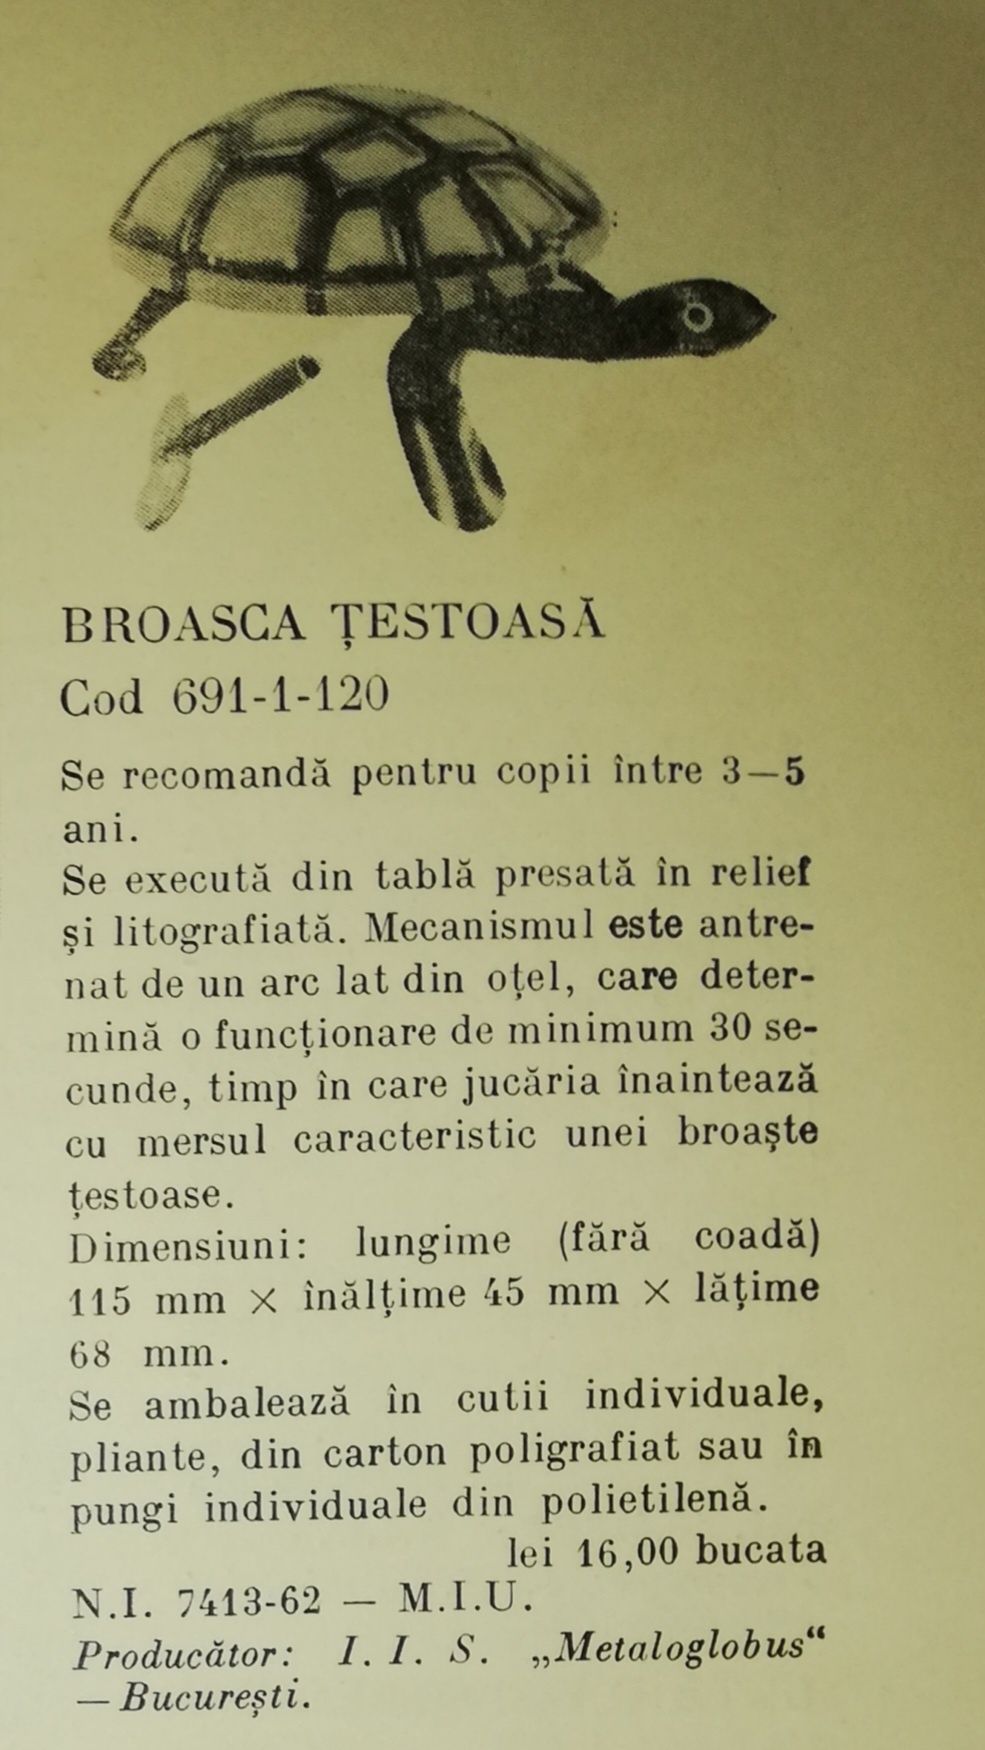 BROASCA ȚESTOASĂ
Cod 691-1-120
Se recomandă pentru copii între 3—5
ani.
Se execută din tablă presată în relief
și litografiată. Mecanismul este antre-
nat de un arc lat din oțel, care deter-
mină o funcționare de minimum 30 se-
cunde, timp în care jucăria înaintează
cu mersul caracteristic unei broaște
țestoase.
Dimensiuni: lungime (fără coadă)
115 mm × înălțime 45 mm × lățime
68 mm.
Se ambalează în cutii individuale,
pliante, din carton poligrafiat sau în
pungi individuale din polietilenă.
lei 16,00 bucata
N.I. 7413-62 — M.I.U.
Producător: I. I. S. „Metaloglobus“
— București.